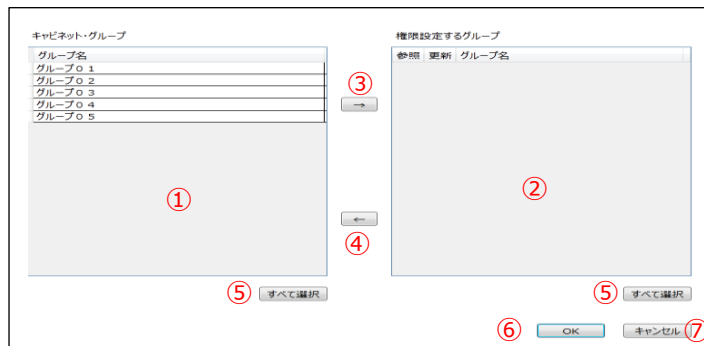 キャビネット・グループ
グループ名
グループ０１
グループ０２
グループ０３
グループ０４
グループ０５
①
⑤ すべて選択
③
→
←
④
権限設定するグループ
参照 更新 グループ名
②
⑤ すべて選択
⑥ OK キャンセル ⑦